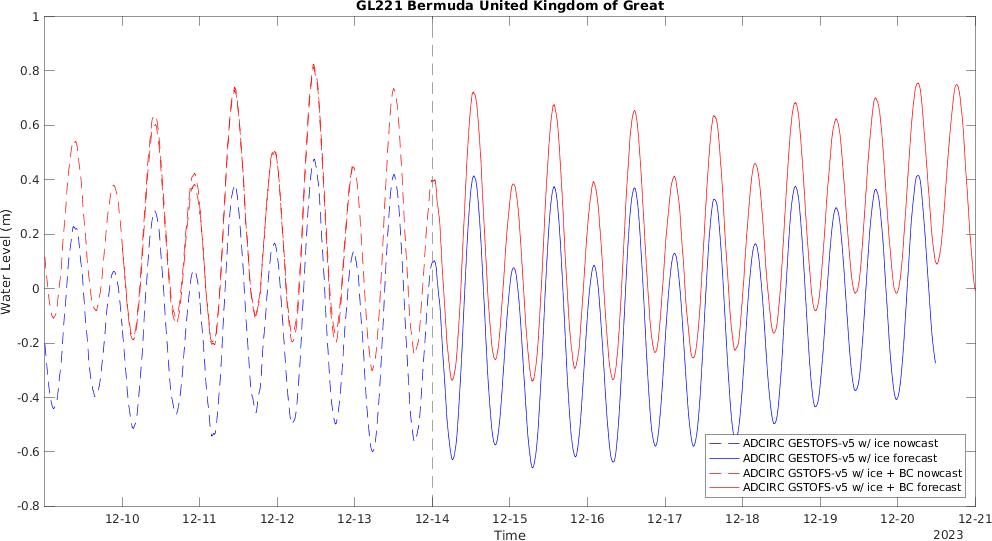 GL221 Bermuda United Kingdom of Great
1
0.8
0.6
0.4
0.2
0
-0.2
-0.4
-0.6
-0.8
Water Level (m)
ADCIRC GESTOFS-v5 w/ ice nowcast
ADCIRC GESTOFS-v5 w/ ice forecast
ADCIRC GSTOFS-v5 w/ ice + BC nowcast
ADCIRC GSTOFS-v5 w/ ice + BC forecast
12-10 12-11 12-12 12-13 12-14 12-15 12-16 12-17 12-18 12-19 12-20 12-21
Time
2023